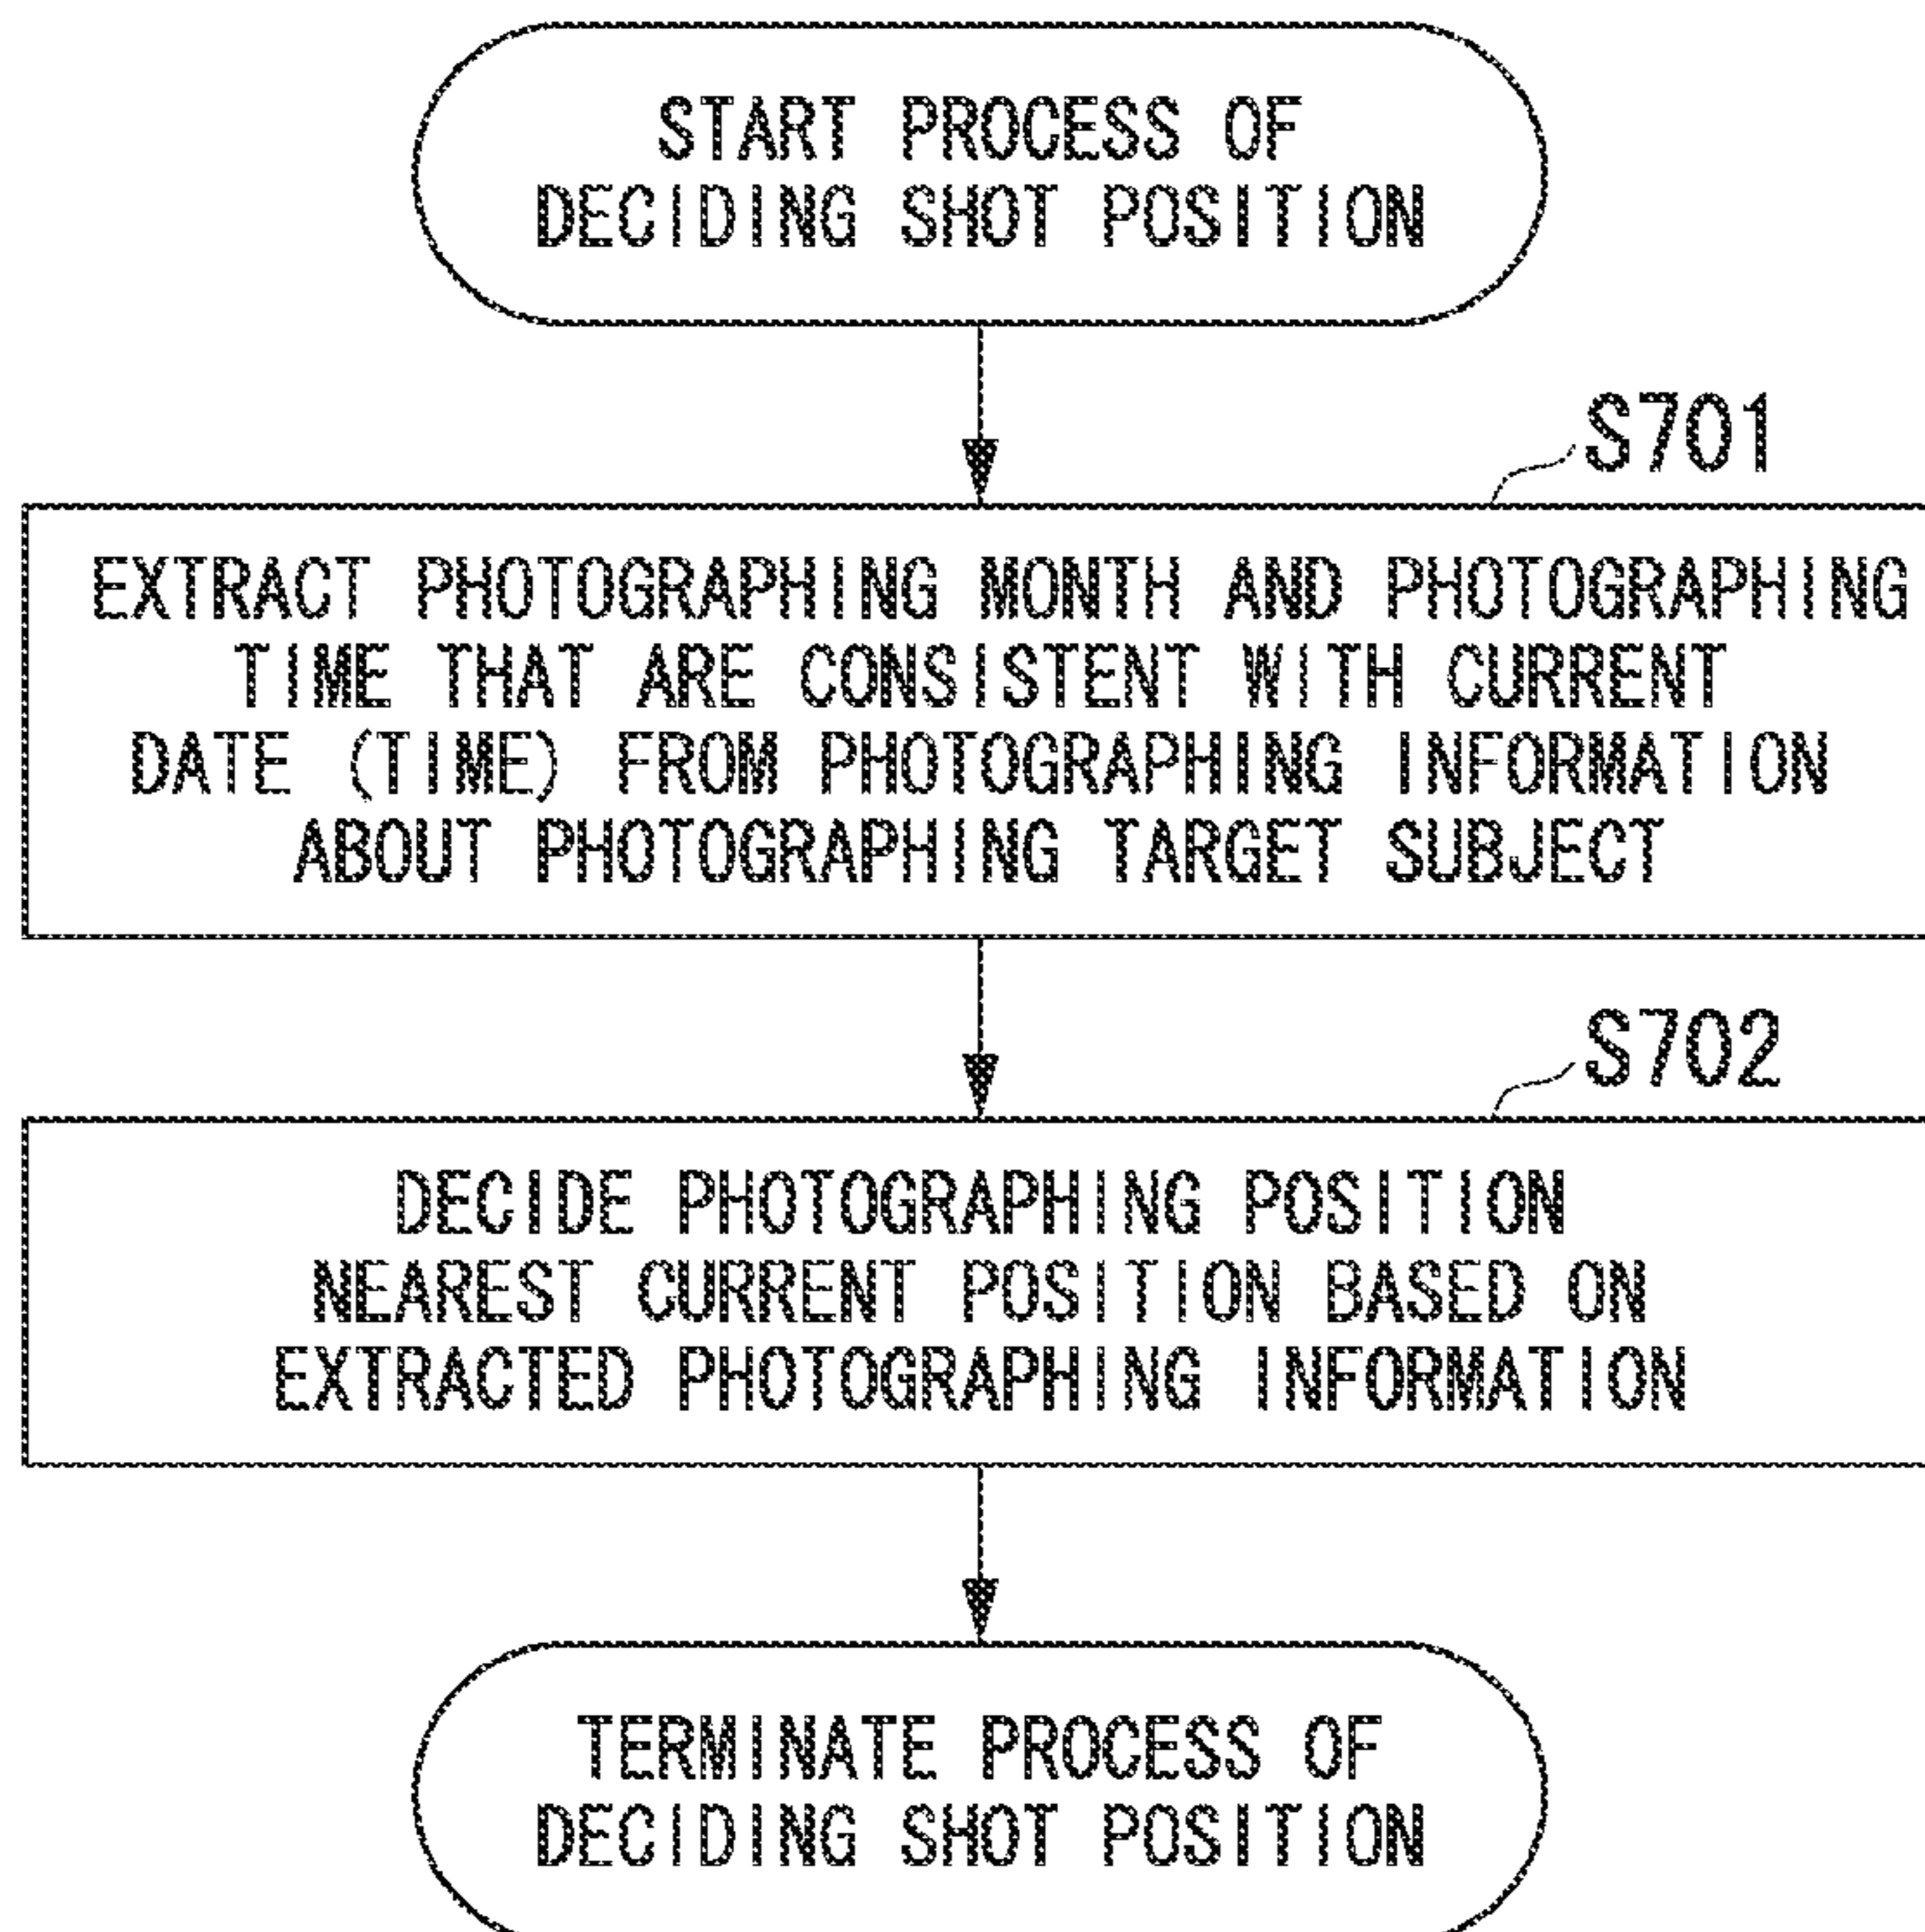 START PROCESS OF
DECIDING SHOT POSITION
S701
EXTRACT PHOTOGRAPHING MONTH AND PHOTOGRAPHING
TIME THAT ARE CONSISTENT WITH CURRENT
DATE (TIME) FROM PHOTOGRAPHING INFORMATION
ABOUT PHOTOGRAPHING TARGET SUBJECT
S702
DECIDE PHOTOGRAPHING POSITION
NEAREST CURRENT POSITION BASED ON
EXTRACTED PHOTOGRAPHING INFORMATION
TERMINATE PROCESS OF
DECIDING SHOT POSITION